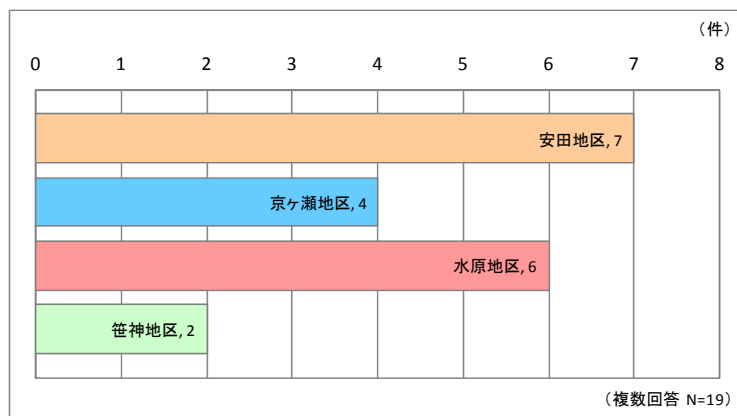 （件）
0 1 2 3 4 5 6 7 8
安田地区, 7
京ヶ瀬地区, 4
水原地区, 6
笹神地区, 2
（複数回答 N=19）